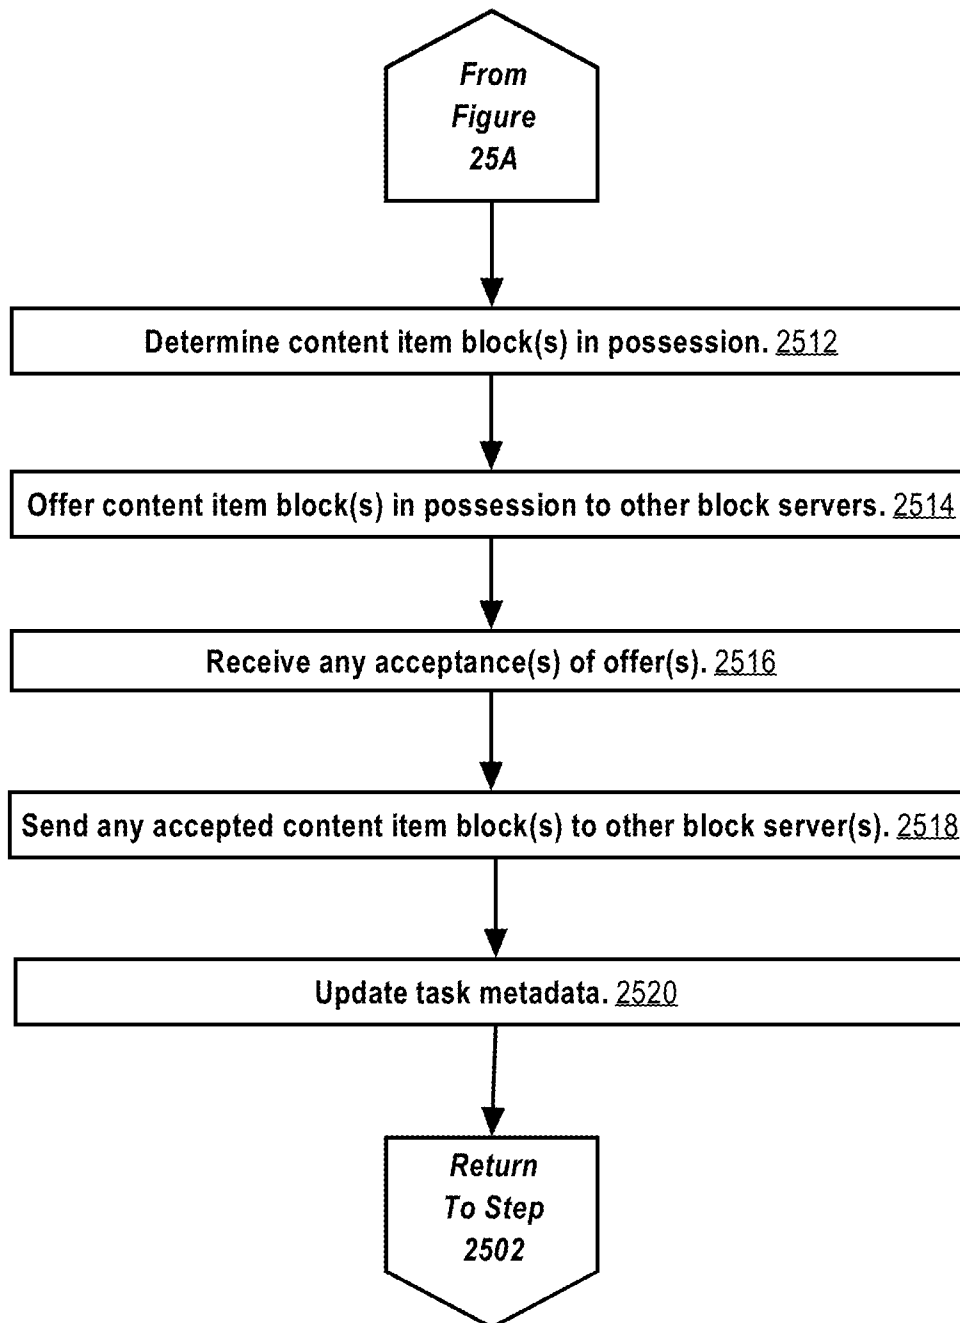 From
Figure
25A
Determine content item block(s) in possession. 2512
Offer content item block(s) in possession to other block servers. 2514
Receive any acceptance(s) of offer(s). 2516
Send any accepted content item block(s) to other block server(s). 2518
Update task metadata. 2520
Return
To Step
2502